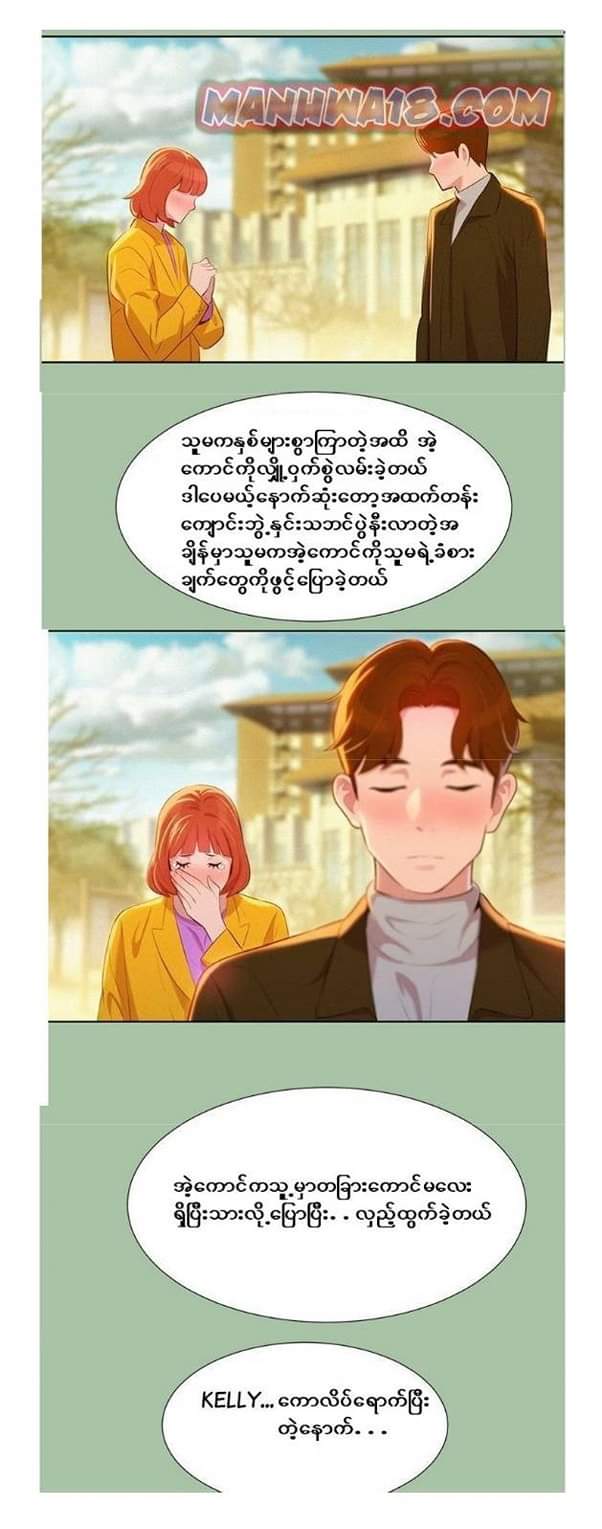 MANHWA18.COM
သူမကနှစ်များစွာကြာတဲ့အထိ အဲ့
ကောင်ကိုလျှို့ဝှက်စွဲလမ်းခဲ့တယ်
ဒါပေမယ့်နောက်ဆုံးတော့အထက်တန်း
ကျောင်းဘွဲ့နှင်းသဘင်ပွဲနီးလာတဲ့အ
ချိန်မှာသူမကအဲ့ကောင်ကိုသူမရဲ့ခံစား
ချက်တွေကိုဖွင့်ပြောခဲ့တယ်
အဲ့ကောင်ကသူ့မှာတခြားကောင်မလေး
ရှိပြီးသားလို့ပြောပြီး. . လှည့်ထွက်ခဲ့တယ်
KELLY... ကောလိပ်ရောက်ပြီး
တဲ့နောက်. . .